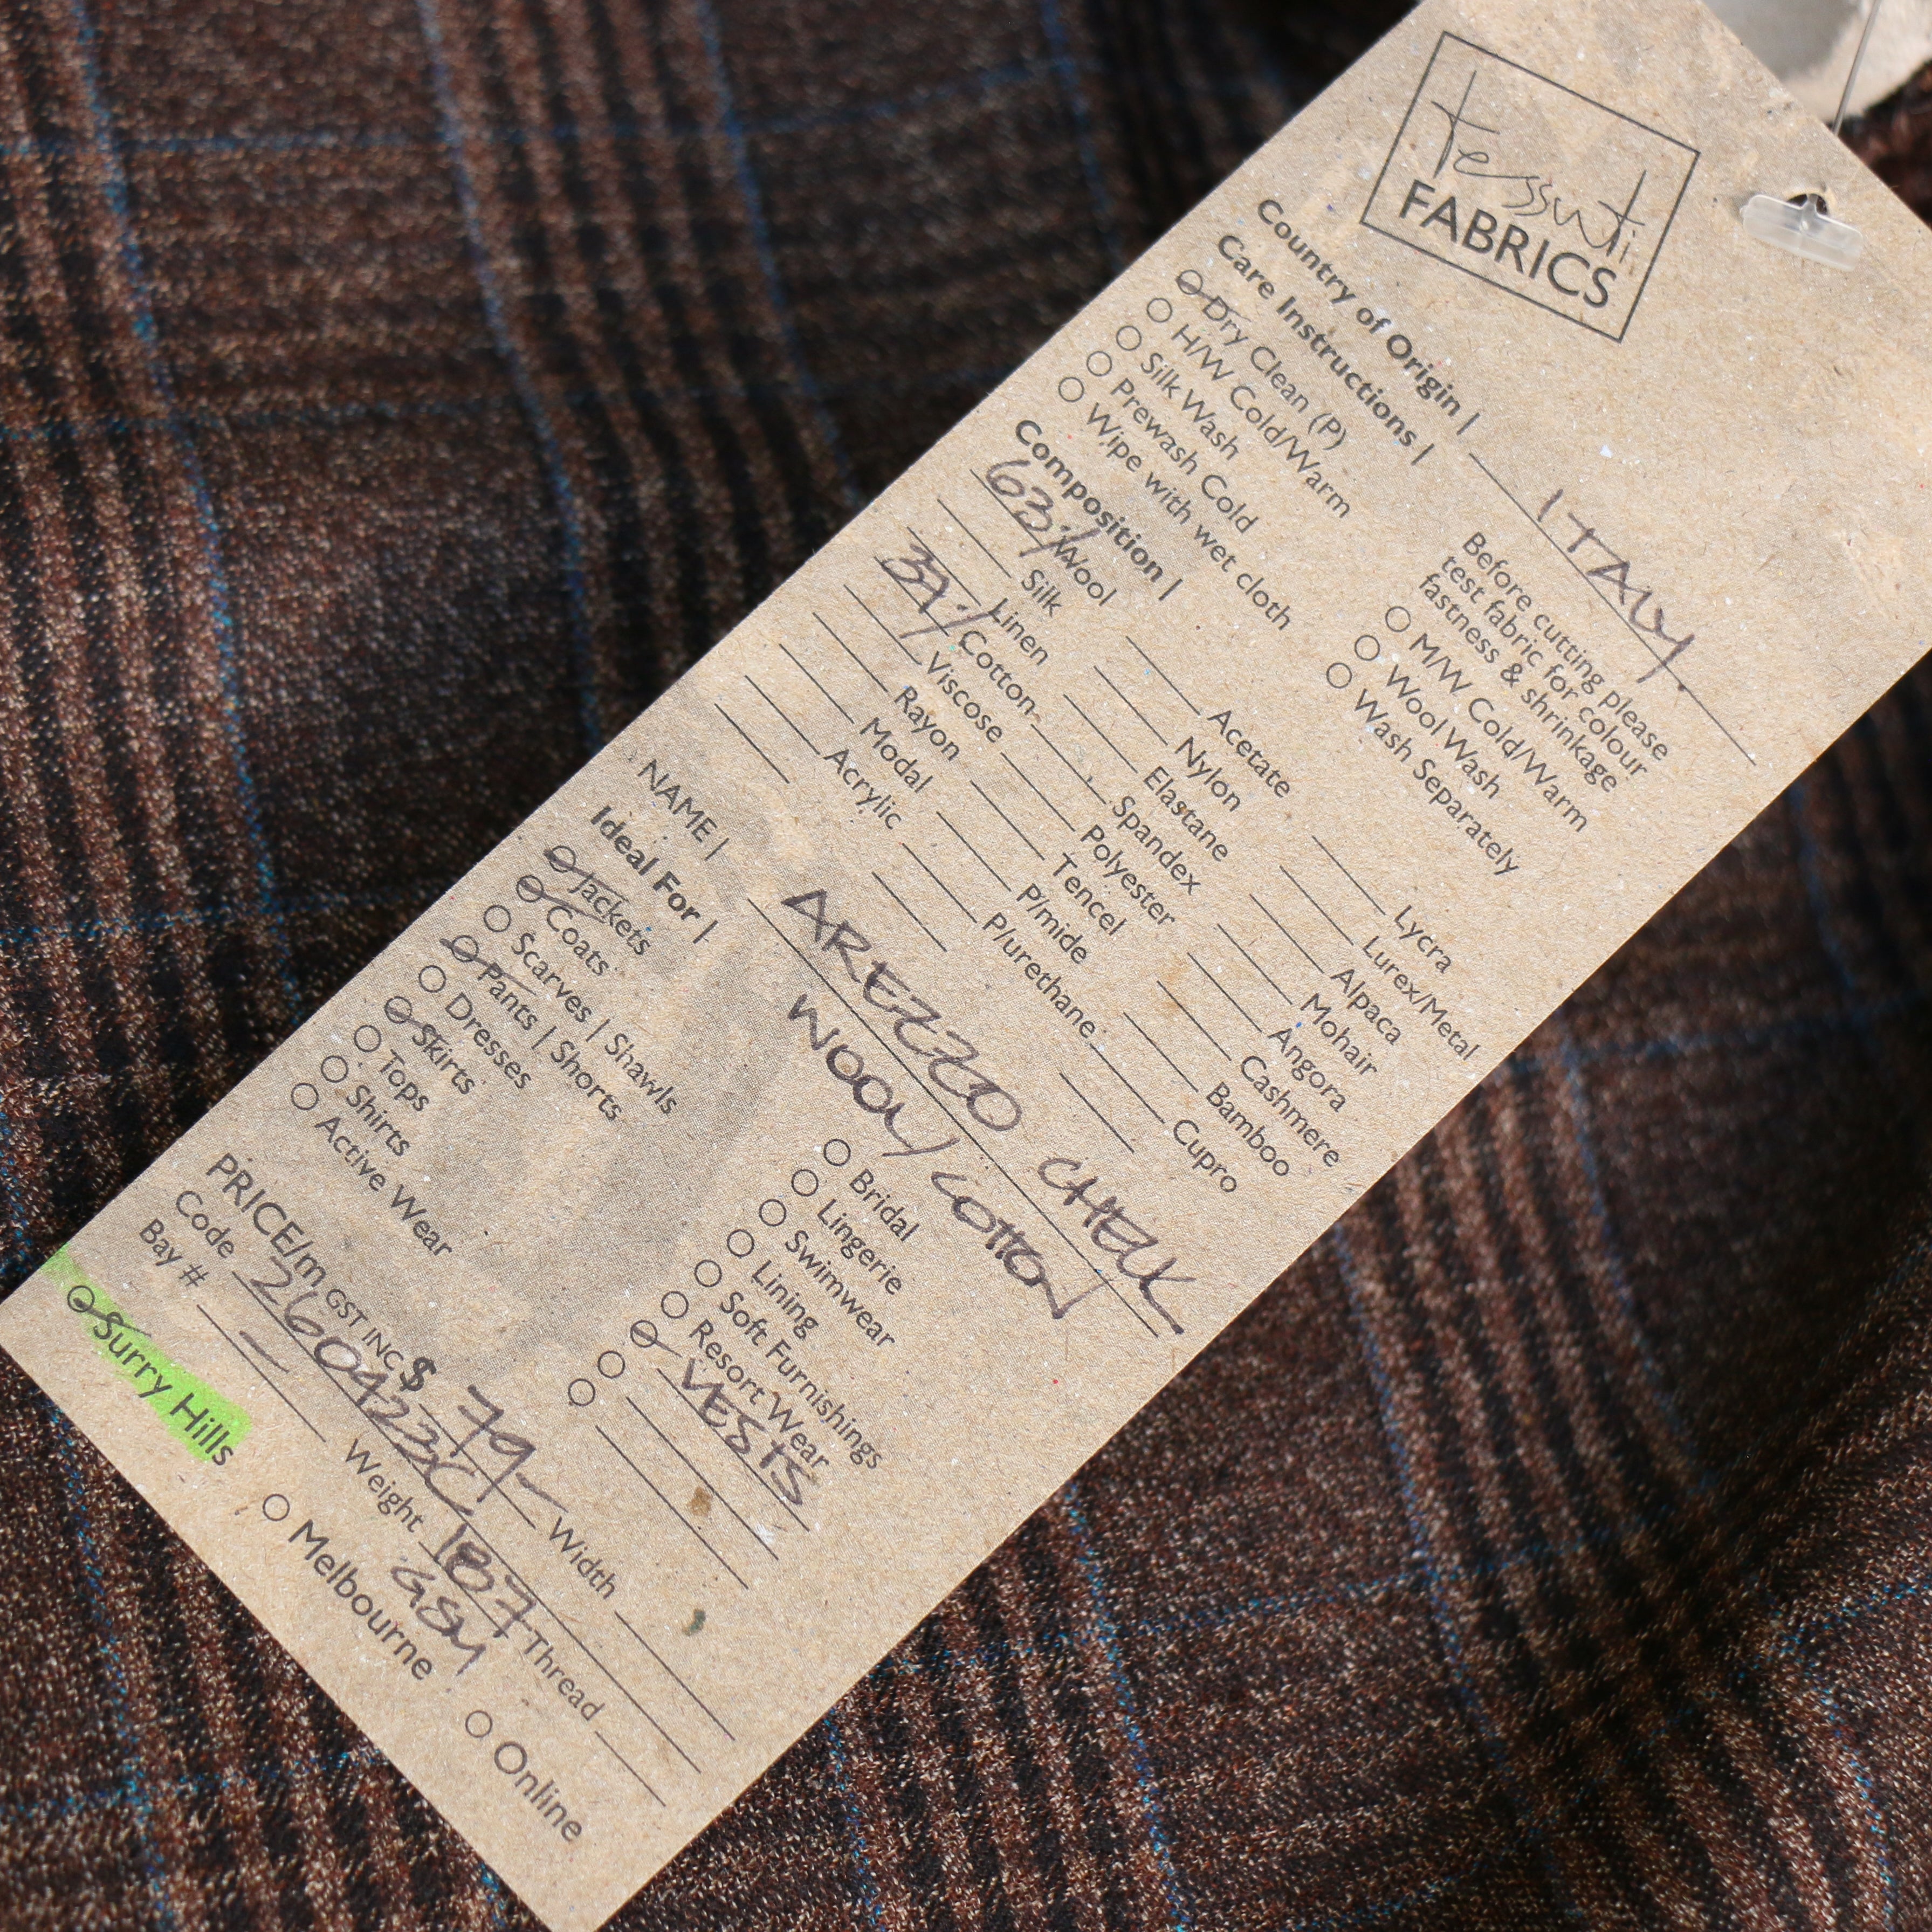 tessuti
FABRICS
Country of Origin | ITALY.
Care Instructions |
Dry Clean (P)
H/W Cold/Warm
Silk Wash
Prewash Cold
Wipe with wet cloth
Before cutting please
test fabric for colour
fastness & shrinkage
M/W Cold/Warm
Wool Wash
Wash Separately
Composition |
63% Wool
Silk
Linen
37% Cotton
Viscose
Rayon
Modal
Acrylic
Acetate
Nylon
Elastane
Spandex
Polyester
Tencel
P/mide
P/urethane
Lycra
Lurex/Metal
Alpaca
Mohair
Angora
Cashmere
Bamboo
Cupro
NAME | AREZZO CHECK
WOOLY COTTON
Ideal For |
Jackets
Coats
Scarves | Shawls
Pants | Shorts
Dresses
Skirts
Tops
Shirts
Active Wear
Bridal
Lingerie
Swimwear
Lining
Soft Furnishings
Resort Wear
VESTS
PRICE/m GST INC $ 79- Width
Code 260423C Thread
Bay # — Weight 187
GSM
Surry Hills
Melbourne
Online